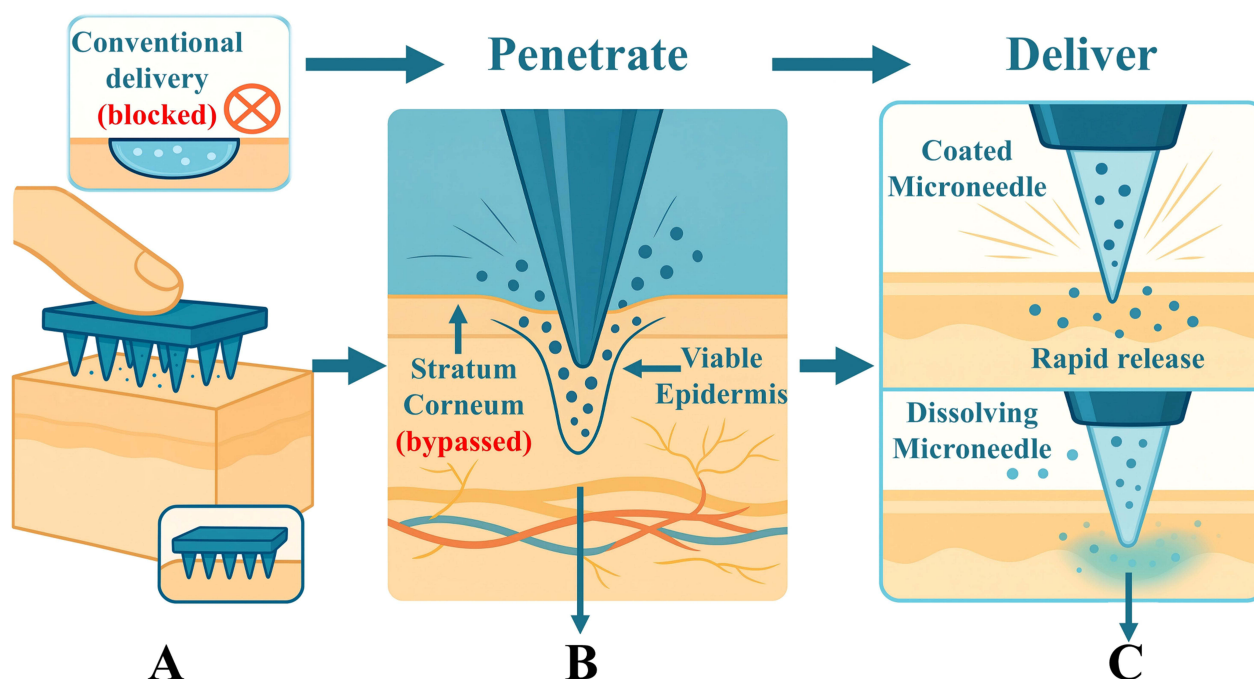 Conventional
delivery
(blocked)
Penetrate
Deliver
Stratum
Corneum
(bypassed)
Viable
Epidermis
Coated
Microneedle
Rapid release
Dissolving
Microneedle
A
B
C